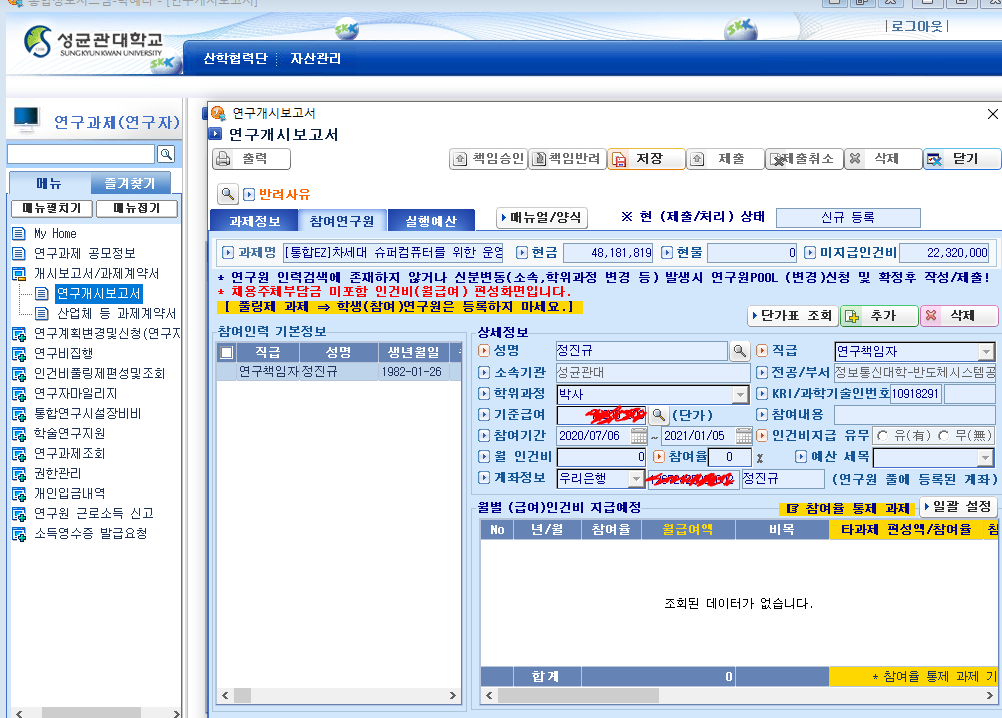 통합정보시스템-박혜라 - [연구개시보고서]
성균관대학교
SUNGKYUNKWAN UNIVERSITY
SKK
SKK
SKK
로그아웃
산학협력단 자산관리
연구과제(연구자)
메뉴 즐겨찾기
메뉴펼치기 메뉴접기
My Home
연구과제 공모정보
개시보고서/과제계약서
연구개시보고서
산업체 등 과제계약서
연구계획변경및신청(연구자
연구비집행
인건비풀링제편성및조회
연구자마일리지
통합연구시설장비비
학술연구지원
연구과제조회
권한관리
개인입금내역
연구원 근로소득 신고
소득영수증 발급요청
연구개시보고서
연구개시보고서
출력 책임승인 책임반려 저장 제출 제출취소 삭제 닫기
반려사유
과제정보 참여연구원 실행예산 매뉴얼/양식 ※ 현 (제출/처리) 상태 신규 등록
과제명 [통합EZ]차세대 슈퍼컴퓨터를 위한 운영 현금 48,181,819 현물 0 미지급인건비 22,320,000
* 연구원 인력검색에 존재하지 않거나 신분변동(소속,학위과정 변경 등) 발생시 연구원POOL (변경)신청 및 확정후 작성/제출!
* 채용주체부담금 미포함 인건비(월급여) 편성화면입니다.
[ 풀링제 과제 ⇒ 학생(참여)연구원은 등록하지 마세요.]
단가표 조회 추가 삭제
참여인력 기본정보
직급 성명 생년월일
연구책임자 정진규 1982-01-26
상세정보
성명 정진규 직급 연구책임자
소속기관 성균관대 전공/부서 정보통신대학-반도체시스템공
학위과정 박사 KRI/과학기술인번호 10918291
기준급여 (단가) 참여내용
참여기간 2020/07/06 ~ 2021/01/05 인건비지급 유무 유(有) 무(無)
월 인건비 0 참여율 0 % 예산 세목
계좌정보 우리은행 정진규 (연구원 풀에 등록된 계좌)
월별 (급여)인건비 지급예정 ☞ 참여율 통제 과제 일괄 설정
No 년/월 참여율 월급여액 비목 타과제 편성액/참여율 참
조회된 데이터가 없습니다.
합계 0 * 참여율 통제 과제 기